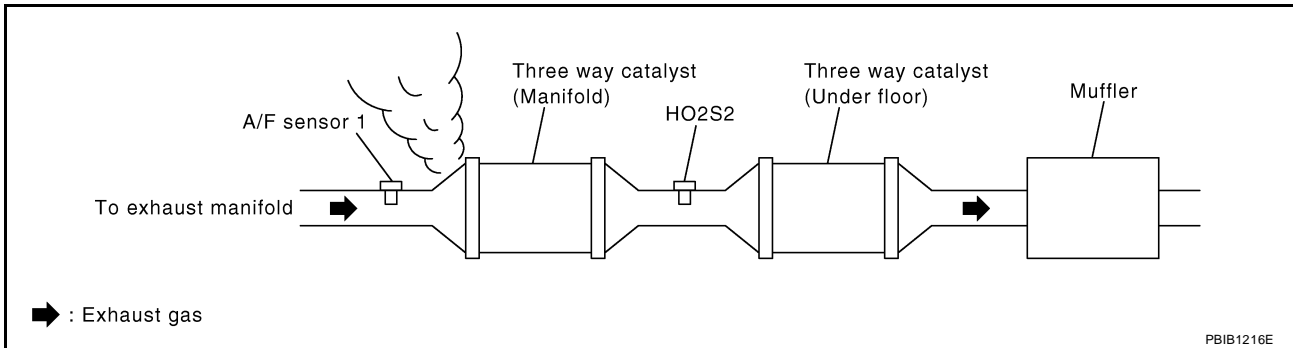 Three way catalyst
(Manifold)
Three way catalyst
(Under floor)
Muffler
A/F sensor 1
HO2S2
To exhaust manifold
: Exhaust gas
PBIB1216E